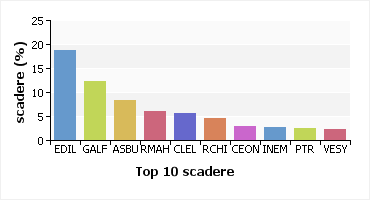 scadere (%)
25
20
15
10
5
0
EDIL GALF ASBU RMAH CLEL RCHI CEON INEM PTR VESY
Top 10 scadere